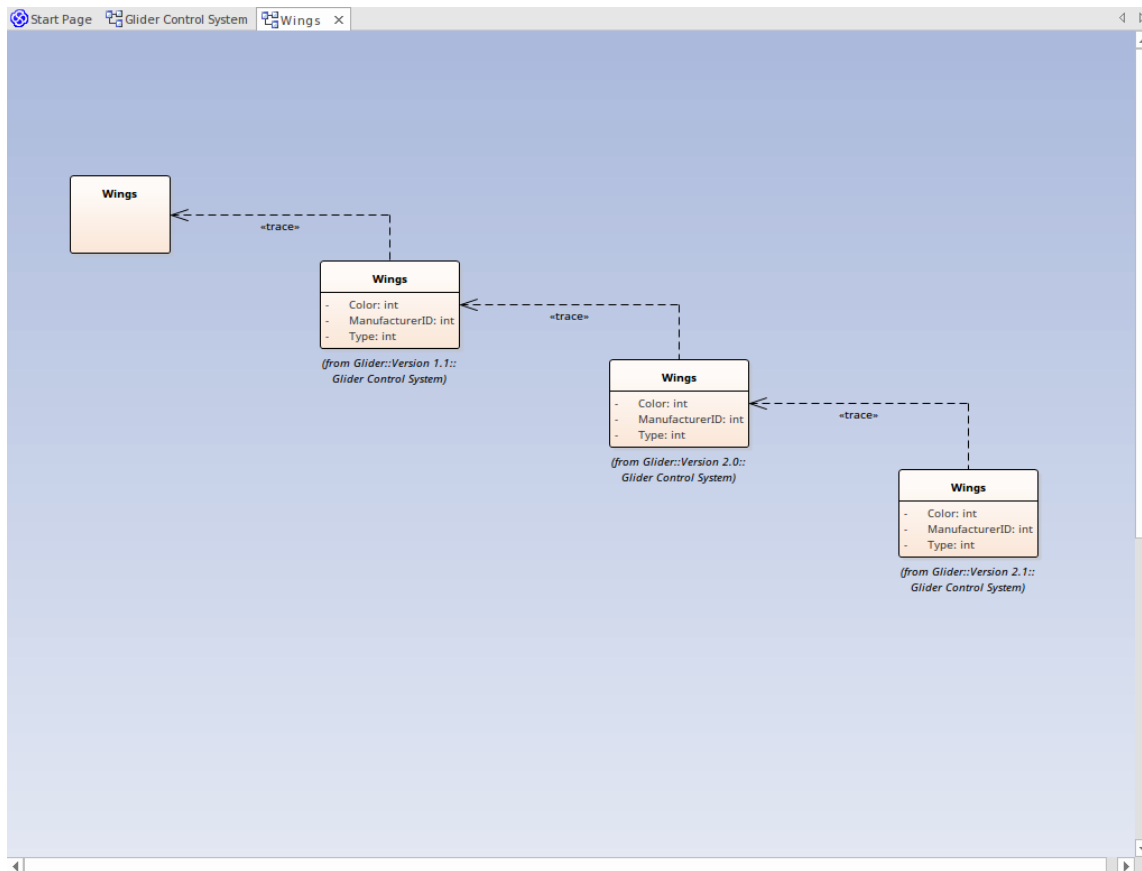 Start Page
Glider Control System
Wings
Wings
«trace»
Wings
- Color: int
- ManufacturerID: int
- Type: int
(from Glider::Version 1.1::
Glider Control System)
«trace»
Wings
- Color: int
- ManufacturerID: int
- Type: int
(from Glider::Version 2.0::
Glider Control System)
«trace»
Wings
- Color: int
- ManufacturerID: int
- Type: int
(from Glider::Version 2.1::
Glider Control System)